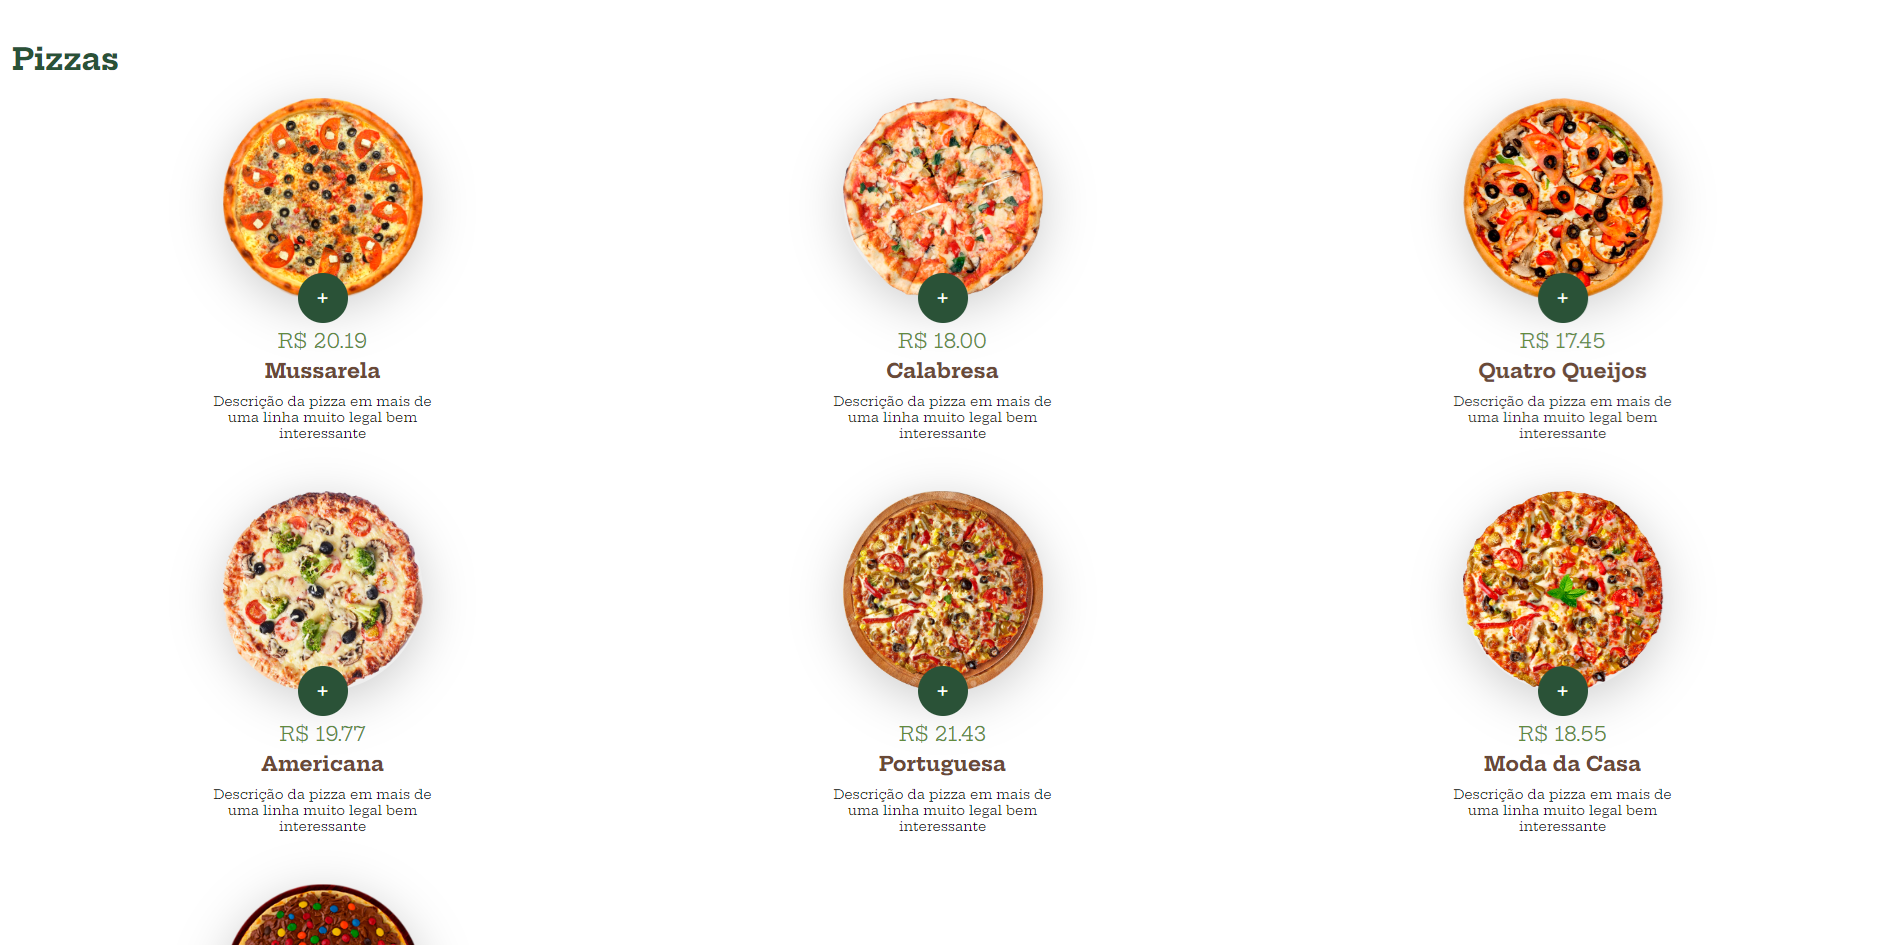 Pizzas
+
+
+
R$ 20.19
Mussarela
Descrição da pizza em mais de
uma linha muito legal bem
interessante
R$ 18.00
Calabresa
Descrição da pizza em mais de
uma linha muito legal bem
interessante
R$ 17.45
Quatro Queijos
Descrição da pizza em mais de
uma linha muito legal bem
interessante
+
+
+
R$ 19.77
Americana
Descrição da pizza em mais de
uma linha muito legal bem
interessante
R$ 21.43
Portuguesa
Descrição da pizza em mais de
uma linha muito legal bem
interessante
R$ 18.55
Moda da Casa
Descrição da pizza em mais de
uma linha muito legal bem
interessante